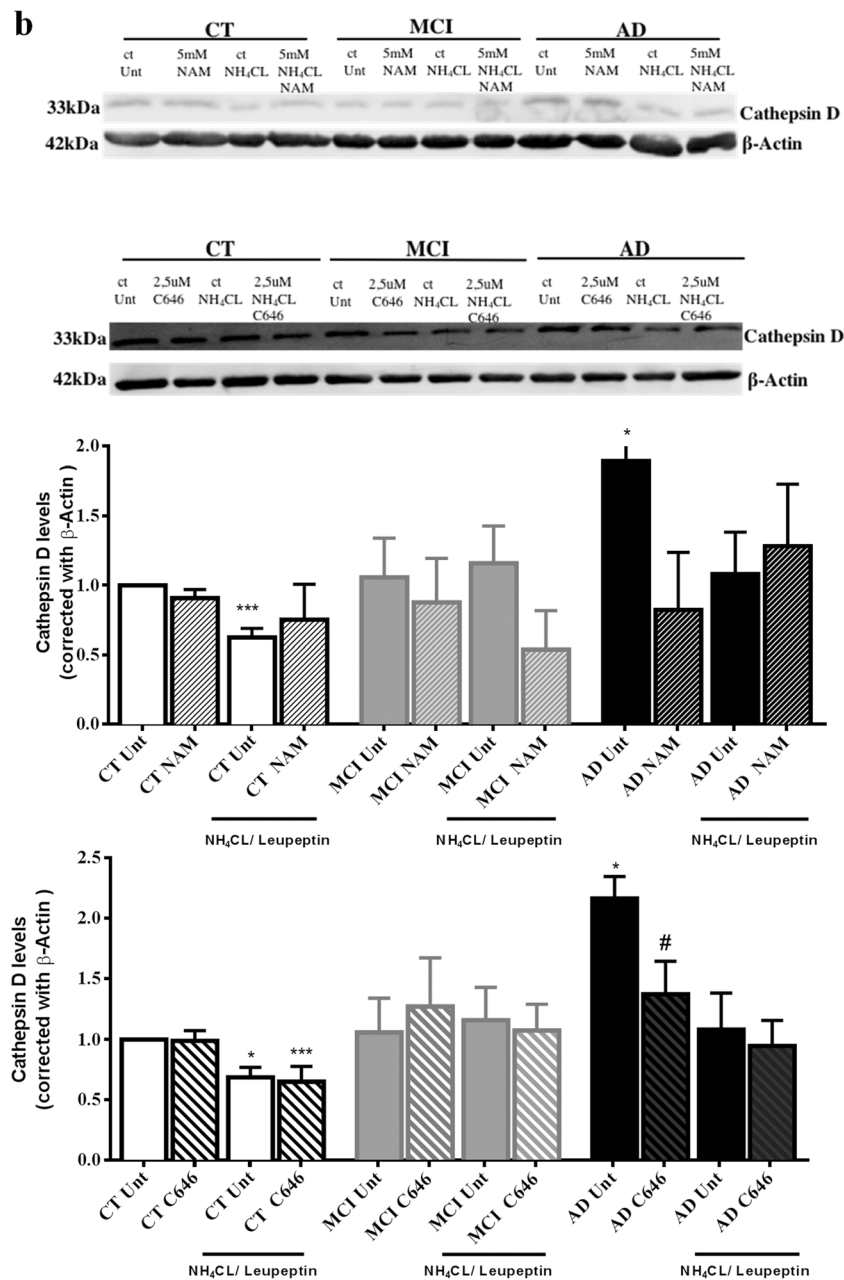 b
CT MCI AD
ct 5mM ct 5mM ct 5mM ct 5mM ct 5mM ct 5mM
Unt NAM NH₄CL NH₄CL Unt NAM NH₄CL NH₄CL Unt NAM NH₄CL NH₄CL
NAM NAM NAM
33kDa Cathepsin D
42kDa β-Actin
CT MCI AD
ct 2,5uM ct 2,5uM ct 2,5uM ct 2,5uM ct 2,5uM ct 2,5uM
Unt C646 NH₄CL NH₄CL Unt C646 NH₄CL NH₄CL Unt C646 NH₄CL NH₄CL
C646 C646 C646
33kDa Cathepsin D
42kDa β-Actin
Cathepsin D levels
(corrected with β-Actin )
2.0
1.5
1.0
0.5
0.0
***
*
CT Unt
CT NAM
CT Unt
CT NAM
MCI Unt
MCI NAM
MCI Unt
MCI NAM
AD Unt
AD NAM
AD Unt
AD NAM
NH₄CL/ Leupeptin NH₄CL/ Leupeptin NH₄CL/ Leupeptin
Cathepsin D levels
(corrected with β-Actin )
2.5
2.0
1.5
1.0
0.5
0.0
*
***
*
#
CT Unt
CT C646
CT Unt
CT C646
MCI Unt
MCI C646
MCI Unt
MCI C646
AD Unt
AD C646
AD Unt
AD C646
NH₄CL/ Leupeptin NH₄CL/ Leupeptin NH₄CL/ Leupeptin